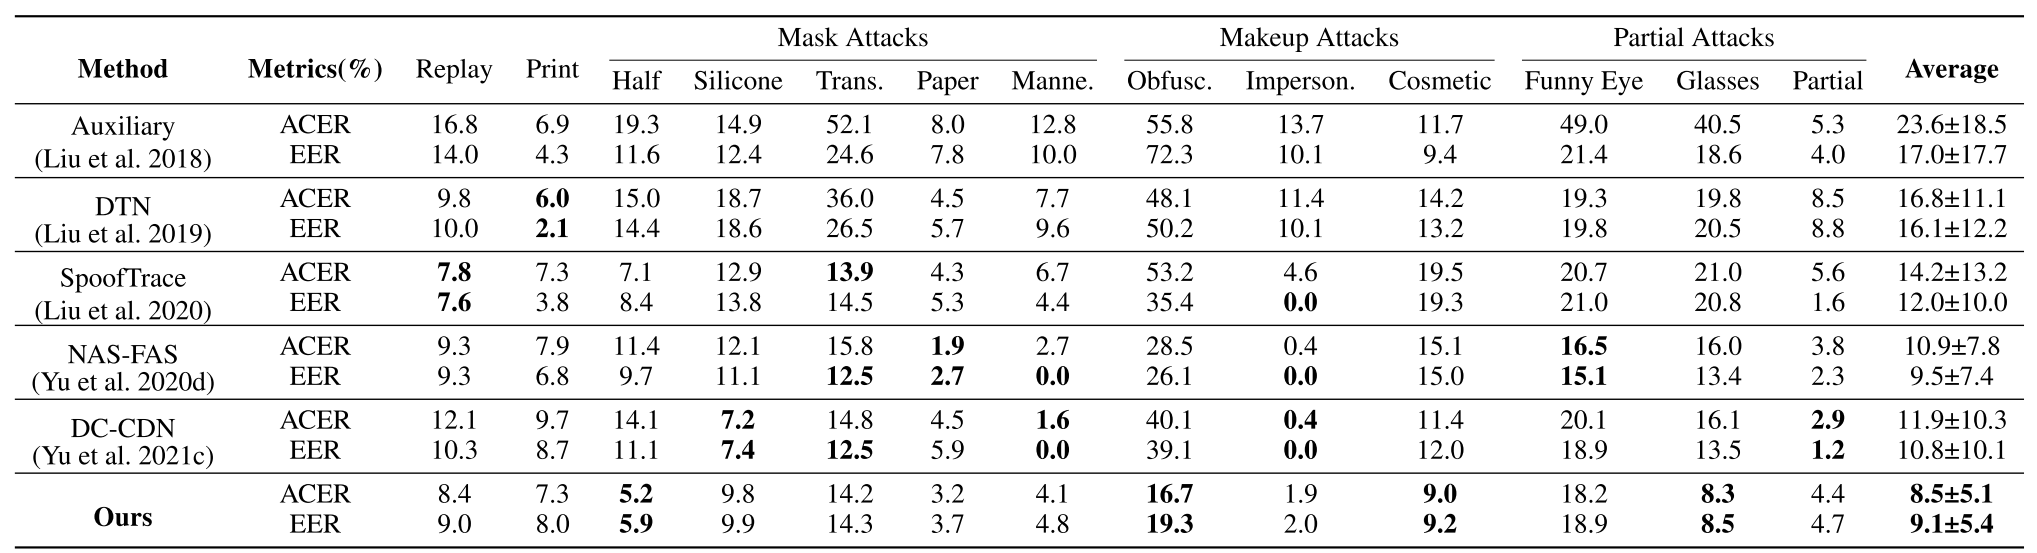 Method Metrics(%) Replay Print Mask Attacks Makeup Attacks Partial Attacks Average
Half Silicone Trans. Paper Manne. Obfusc. Imperson. Cosmetic Funny Eye Glasses Partial
Auxiliary ACER 16.8 6.9 19.3 14.9 52.1 8.0 12.8 55.8 13.7 11.7 49.0 40.5 5.3 23.6±18.5
(Liu et al. 2018) EER 14.0 4.3 11.6 12.4 24.6 7.8 10.0 72.3 10.1 9.4 21.4 18.6 4.0 17.0±17.7
DTN ACER 9.8 6.0 15.0 18.7 36.0 4.5 7.7 48.1 11.4 14.2 19.3 19.8 8.5 16.8±11.1
(Liu et al. 2019) EER 10.0 2.1 14.4 18.6 26.5 5.7 9.6 50.2 10.1 13.2 19.8 20.5 8.8 16.1±12.2
SpoofTrace ACER 7.8 7.3 7.1 12.9 13.9 4.3 6.7 53.2 4.6 19.5 20.7 21.0 5.6 14.2±13.2
(Liu et al. 2020) EER 7.6 3.8 8.4 13.8 14.5 5.3 4.4 35.4 0.0 19.3 21.0 20.8 1.6 12.0±10.0
NAS-FAS ACER 9.3 7.9 11.4 12.1 15.8 1.9 2.7 28.5 0.4 15.1 16.5 16.0 3.8 10.9±7.8
(Yu et al. 2020d) EER 9.3 6.8 9.7 11.1 12.5 2.7 0.0 26.1 0.0 15.0 15.1 13.4 2.3 9.5±7.4
DC-CDN ACER 12.1 9.7 14.1 7.2 14.8 4.5 1.6 40.1 0.4 11.4 20.1 16.1 2.9 11.9±10.3
(Yu et al. 2021c) EER 10.3 8.7 11.1 7.4 12.5 5.9 0.0 39.1 0.0 12.0 18.9 13.5 1.2 10.8±10.1
Ours ACER 8.4 7.3 5.2 9.8 14.2 3.2 4.1 16.7 1.9 9.0 18.2 8.3 4.4 8.5±5.1
EER 9.0 8.0 5.9 9.9 14.3 3.7 4.8 19.3 2.0 9.2 18.9 8.5 4.7 9.1±5.4